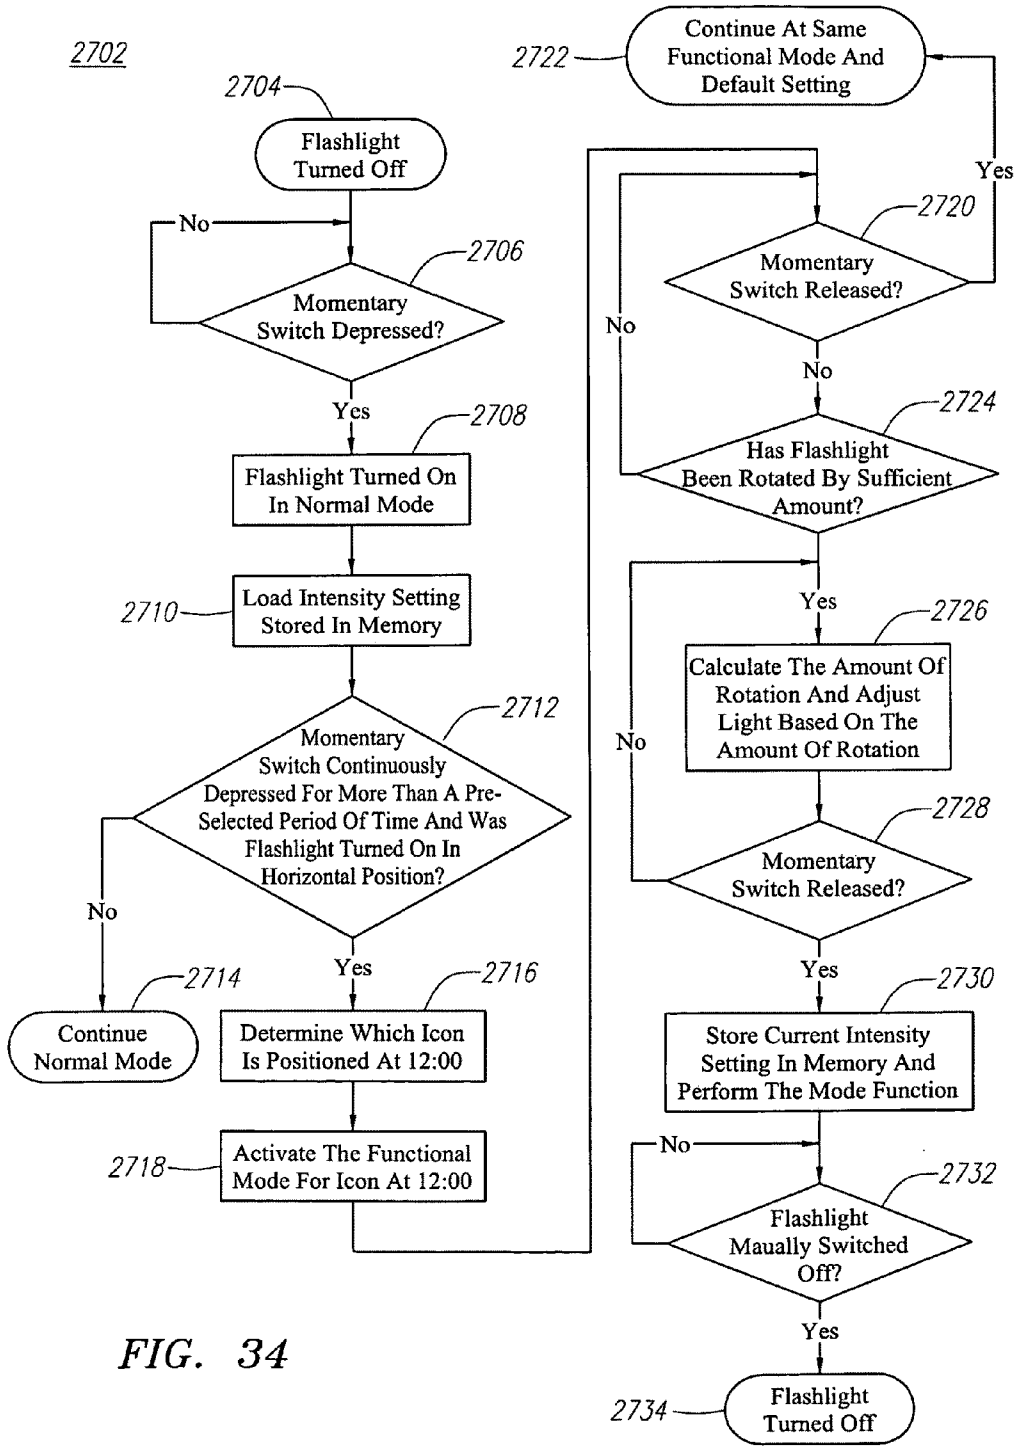 2702
2704
Flashlight
Turned Off
No
2706
Momentary
Switch Depressed?
Yes
2708
Flashlight Turned On
In Normal Mode
2710
Load Intensity Setting
Stored In Memory
2712
Momentary
Switch Continuously
Depressed For More Than A Pre-
Selected Period Of Time And Was
Flashlight Turned On In
Horizontal Position?
No
2714
Continue
Normal Mode
Yes
2716
Determine Which Icon
Is Positioned At 12:00
2718
Activate The Functional
Mode For Icon At 12:00
2722
Continue At Same
Functional Mode And
Default Setting
Yes
2720
Momentary
Switch Released?
No
No
2724
Has Flashlight
Been Rotated By Sufficient
Amount?
Yes
2726
Calculate The Amount Of
Rotation And Adjust
Light Based On The
Amount Of Rotation
No
2728
Momentary
Switch Released?
Yes
2730
Store Current Intensity
Setting In Memory And
Perform The Mode Function
No
2732
Flashlight
Maually Switched
Off?
Yes
2734
Flashlight
Turned Off
FIG. 34